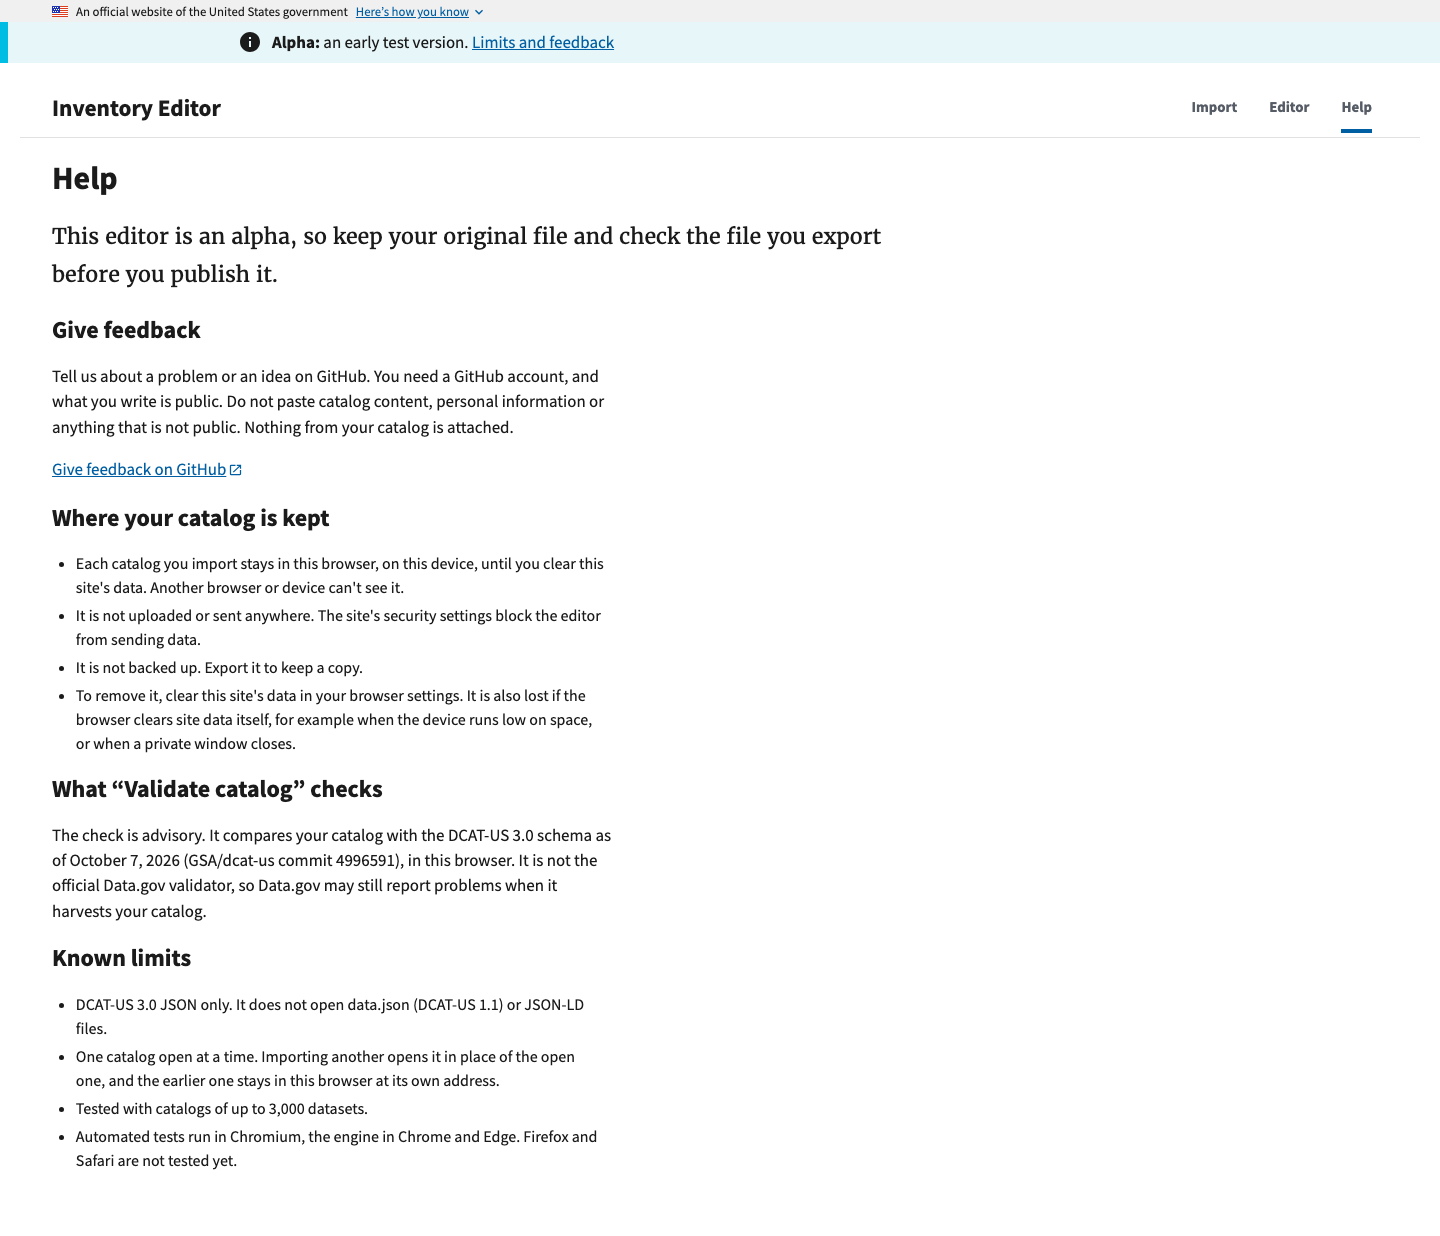 An official website of the United States government Here’s how you know
Alpha: an early test version. Limits and feedback
Inventory Editor
Import
Editor
Help
Help
This editor is an alpha, so keep your original file and check the file you export
before you publish it.
Give feedback
Tell us about a problem or an idea on GitHub. You need a GitHub account, and
what you write is public. Do not paste catalog content, personal information or
anything that is not public. Nothing from your catalog is attached.
Give feedback on GitHub
Where your catalog is kept
Each catalog you import stays in this browser, on this device, until you clear this
site's data. Another browser or device can't see it.
It is not uploaded or sent anywhere. The site's security settings block the editor
from sending data.
It is not backed up. Export it to keep a copy.
To remove it, clear this site's data in your browser settings. It is also lost if the
browser clears site data itself, for example when the device runs low on space,
or when a private window closes.
What “Validate catalog” checks
The check is advisory. It compares your catalog with the DCAT-US 3.0 schema as
of October 7, 2026 (GSA/dcat-us commit 4996591), in this browser. It is not the
official Data.gov validator, so Data.gov may still report problems when it
harvests your catalog.
Known limits
DCAT-US 3.0 JSON only. It does not open data.json (DCAT-US 1.1) or JSON-LD
files.
One catalog open at a time. Importing another opens it in place of the open
one, and the earlier one stays in this browser at its own address.
Tested with catalogs of up to 3,000 datasets.
Automated tests run in Chromium, the engine in Chrome and Edge. Firefox and
Safari are not tested yet.